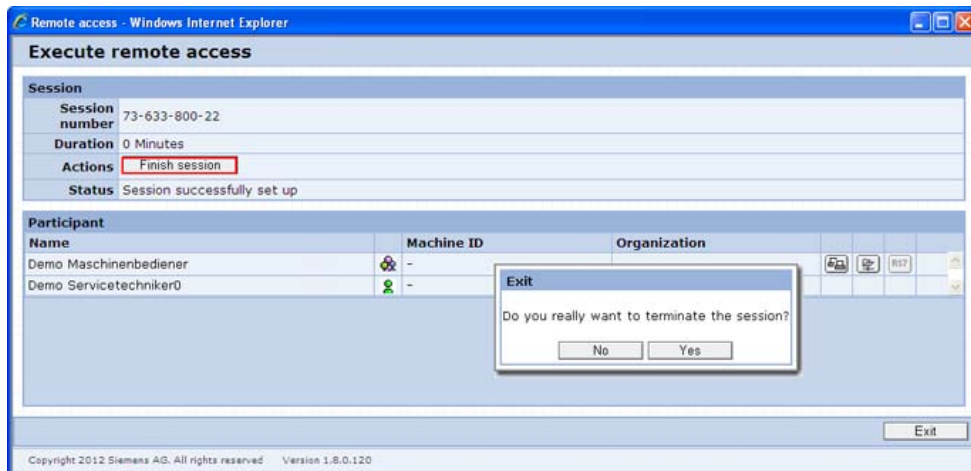 Remote access - Windows Internet Explorer
Execute remote access
Session
Session number 73-633-800-22
Duration 0 Minutes
Actions Finish session
Status Session successfully set up
Participant
Name Machine ID Organization
Demo Maschinenbediener -
Demo Servicetechniker0 -
Exit
Do you really want to terminate the session?
No Yes
Exit
Copyright 2012 Siemens AG. All rights reserved Version 1.8.0.120